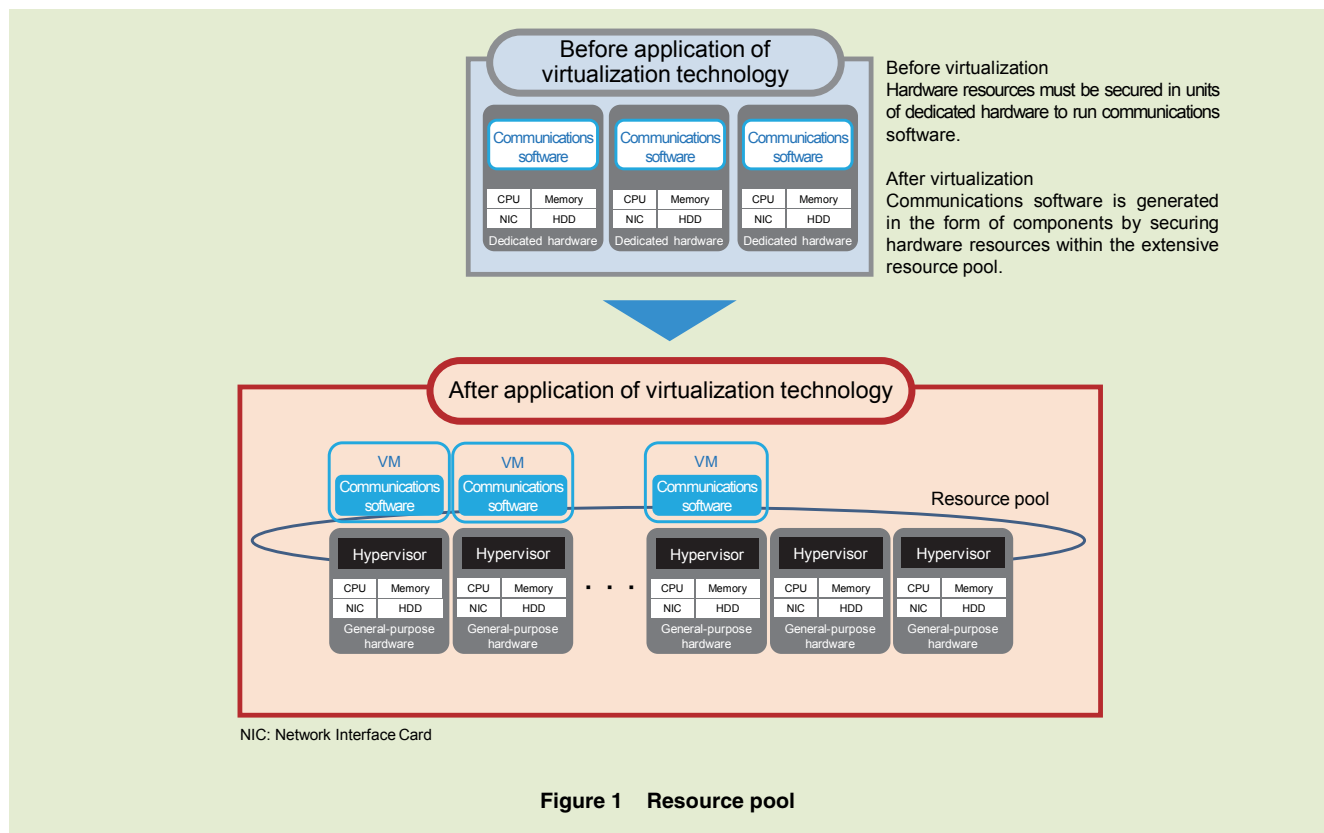 Before application of
virtualization technology
Communications
software
CPU Memory
NIC HDD
Dedicated hardware
Communications
software
CPU Memory
NIC HDD
Dedicated hardware
Communications
software
CPU Memory
NIC HDD
Dedicated hardware
Before virtualization
Hardware resources must be secured in units
of dedicated hardware to run communications
software.
After virtualization
Communications software is generated
in the form of components by securing
hardware resources within the extensive
resource pool.
After application of virtualization technology
VM
Communications
software
VM
Communications
software
VM
Communications
software
Resource pool
Hypervisor
CPU Memory
NIC HDD
General-purpose
hardware
Hypervisor
CPU Memory
NIC HDD
General-purpose
hardware
. . .
Hypervisor
CPU Memory
NIC HDD
General-purpose
hardware
Hypervisor
CPU Memory
NIC HDD
General-purpose
hardware
Hypervisor
CPU Memory
NIC HDD
General-purpose
hardware
NIC: Network Interface Card
Figure 1 Resource pool